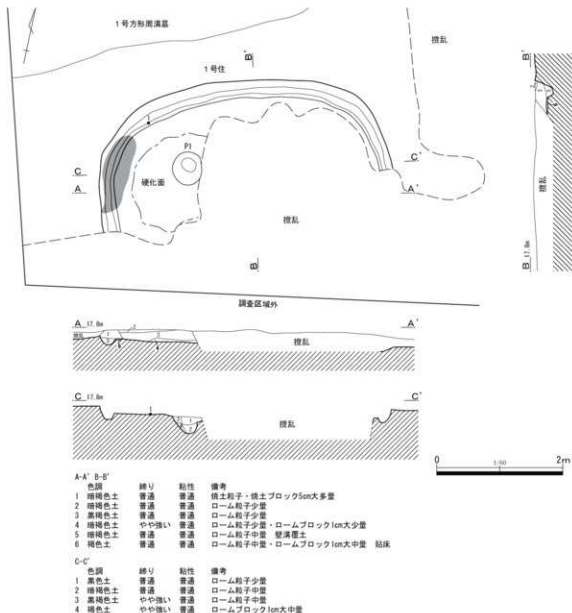 1号方形周溝墓
B'
撹乱
1号住
B'
1
P1
C
C'
A
A'
硬化面
撹乱
撹乱
B
B 17.8m
調査区域外
A 17.8m
A'
撹乱
C 17.8m
C'
撹乱
0 1/60 2m
A-A' B-B'
色調 締り 粘性 備考
1 暗褐色土 普通 普通 焼土粒子・焼土ブロック5cm大多量
2 暗褐色土 普通 普通 ローム粒子少量
3 黒褐色土 普通 普通 ローム粒子少量
4 暗褐色土 やや強い 普通 ローム粒子少量・ロームブロック1cm大少量
5 暗褐色土 普通 普通 ローム粒子中量 壁溝覆土
6 褐色土 普通 普通 ローム粒子中量・ロームブロック1cm大中量 貼床
C-C'
色調 締り 粘性 備考
1 黒色土 普通 普通 ローム粒子少量
2 暗褐色土 普通 普通 ローム粒子中量
3 黒褐色土 やや強い 普通 ローム粒子少量
4 褐色土 やや強い 普通 ロームブロック1cm大中量